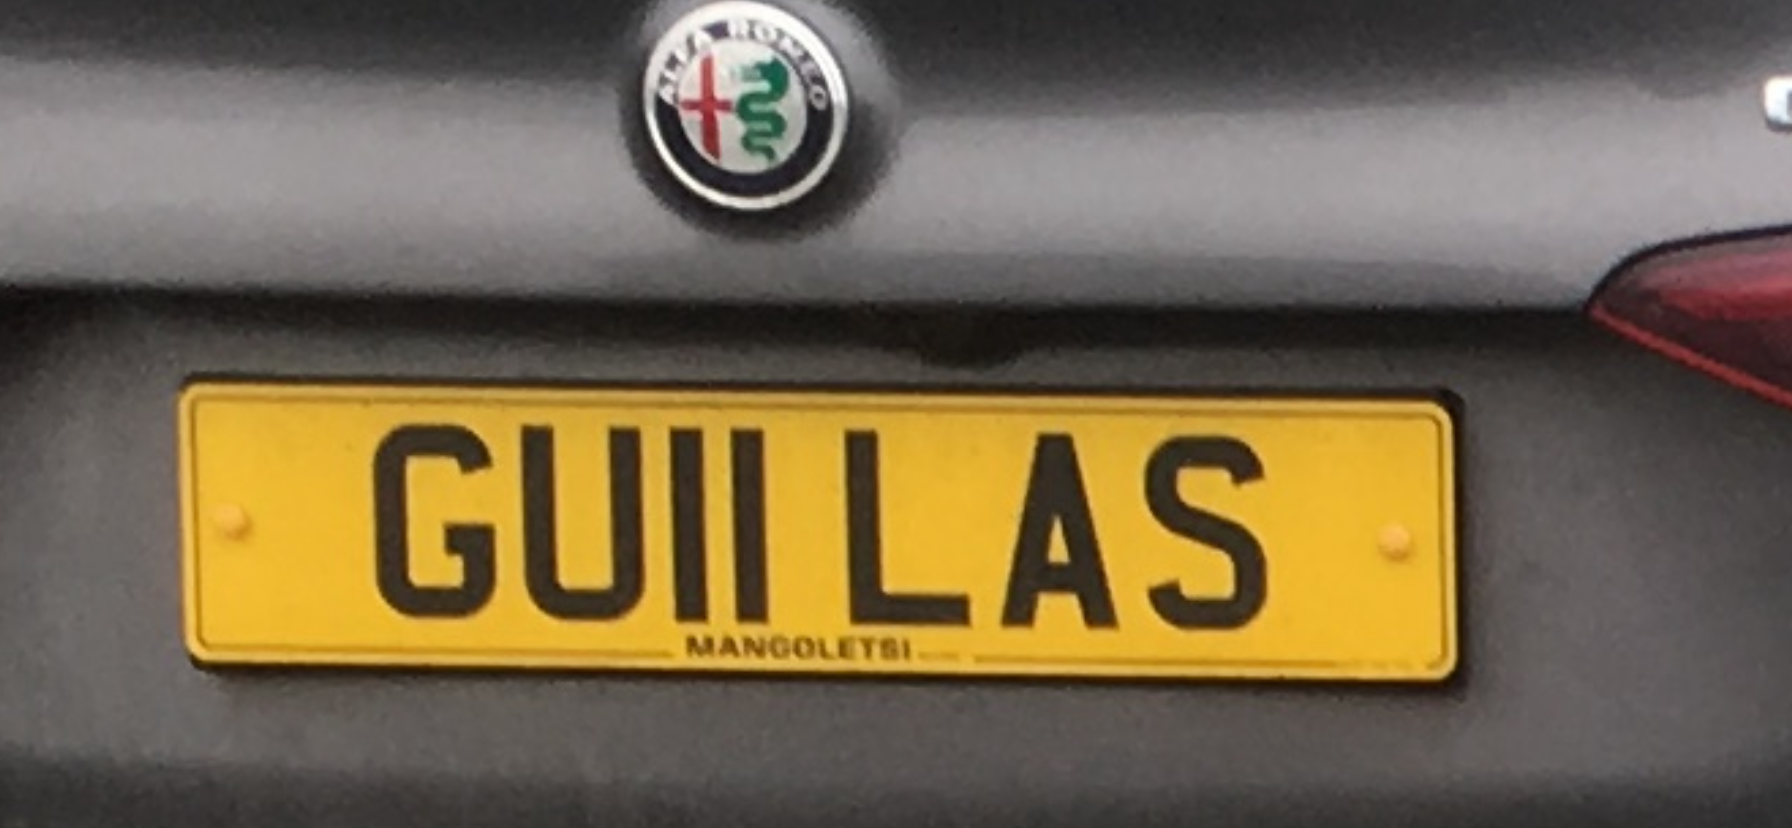 ALFA ROMEO
GU11 LAS
MANGOLETSI